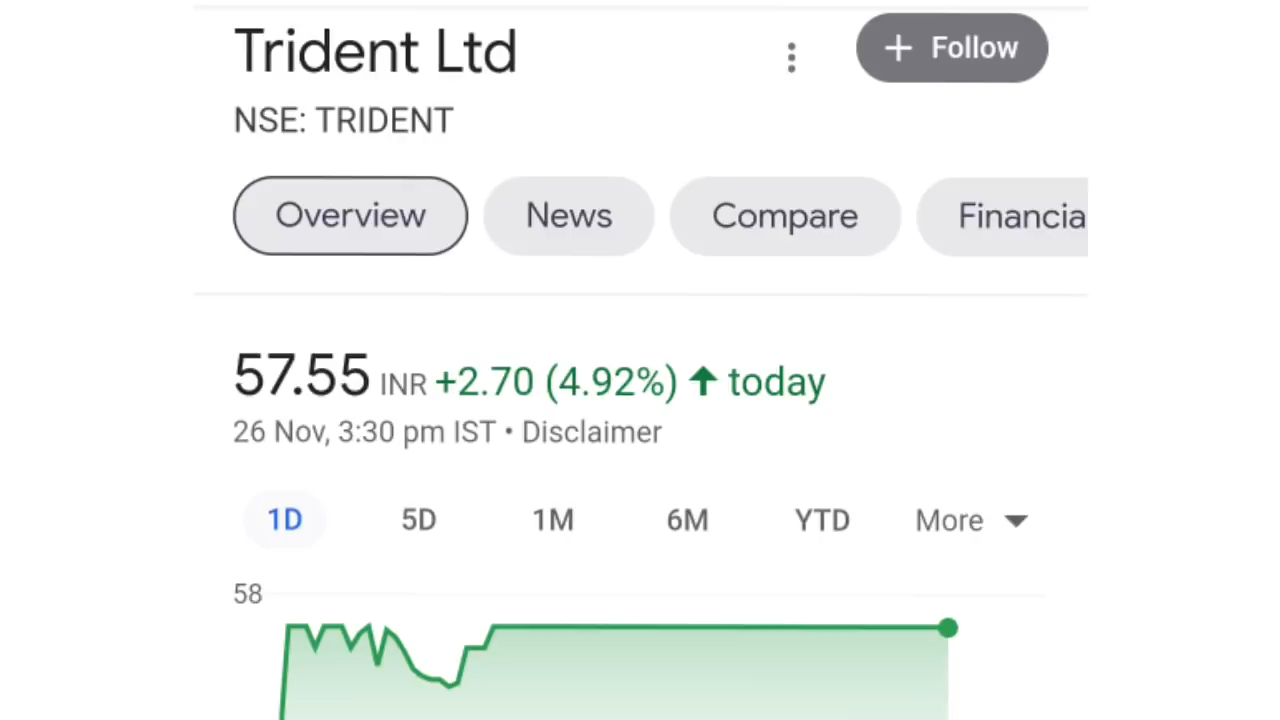 Trident Ltd
+ Follow
NSE: TRIDENT
Overview
News
Compare
Financia
57.55 INR +2.70 (4.92%) ↑ today
26 Nov, 3:30 pm IST • Disclaimer
1D 5D 1M 6M YTD More
58